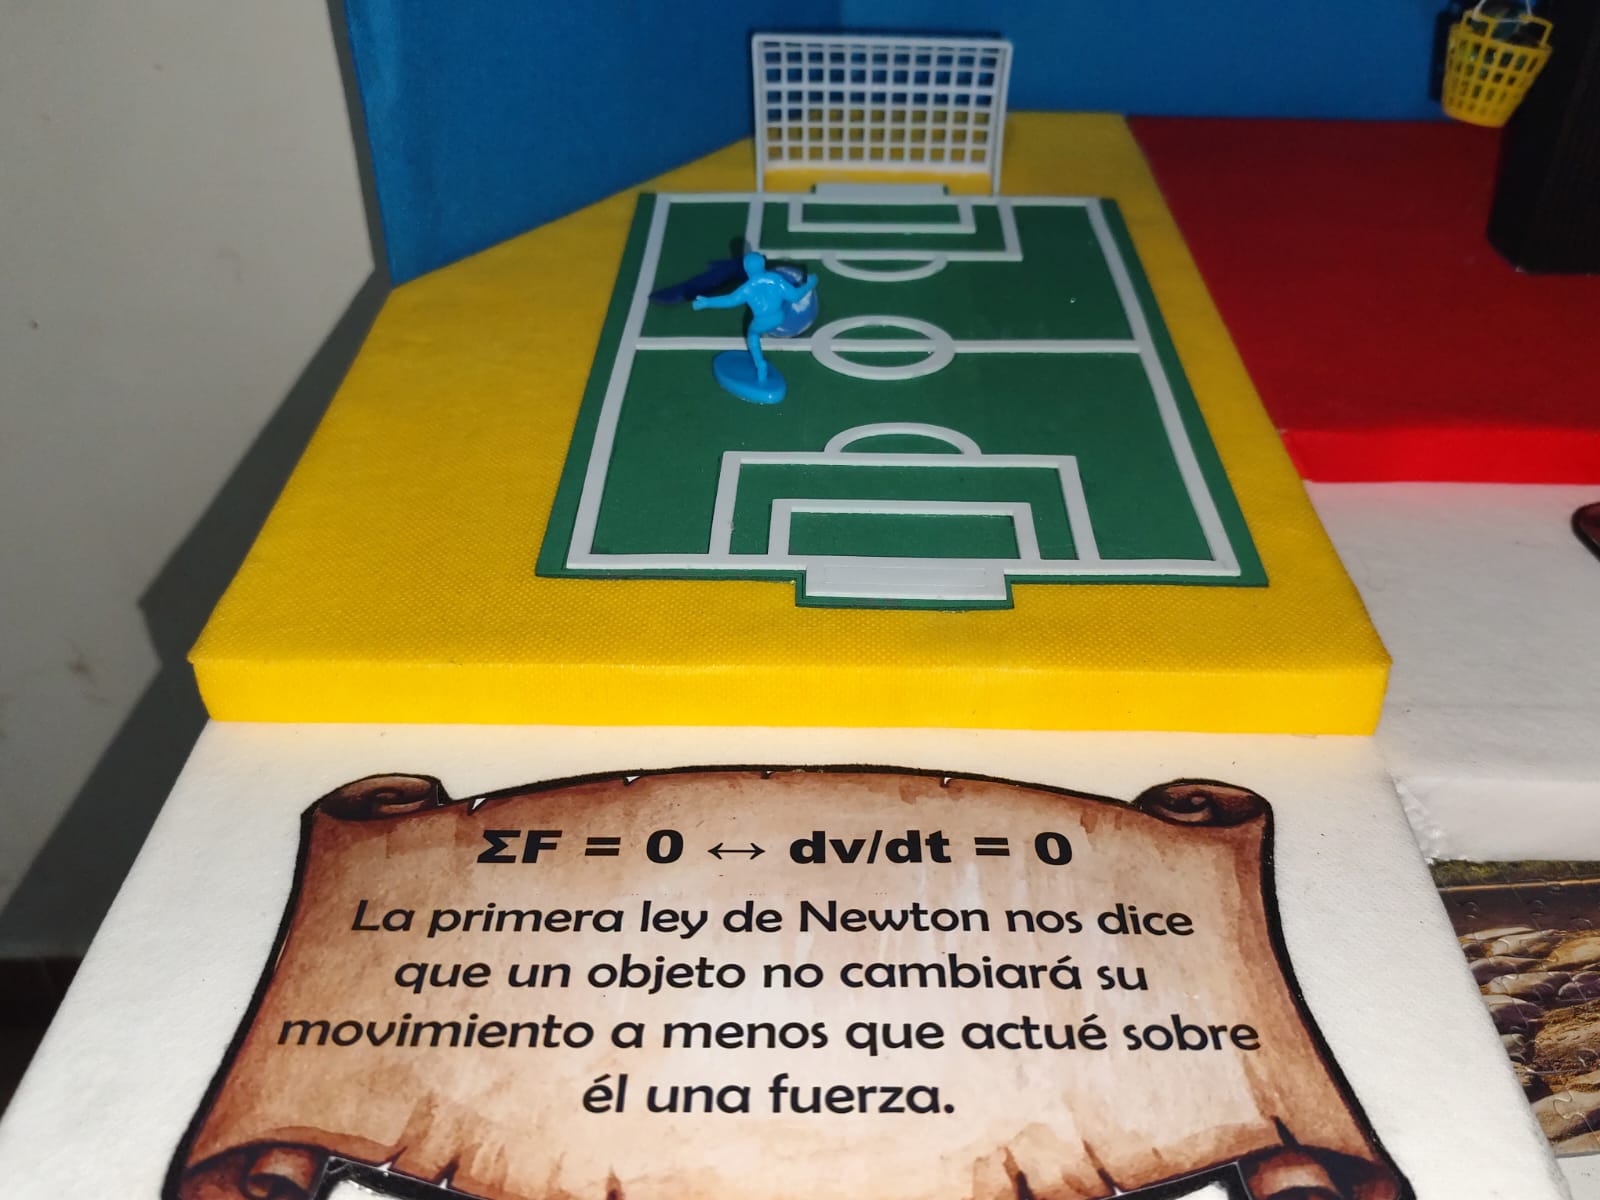 ΣF = 0 ↔ dv/dt = 0
La primera ley de Newton nos dice
que un objeto no cambiará su
movimiento a menos que actué sobre
él una fuerza.